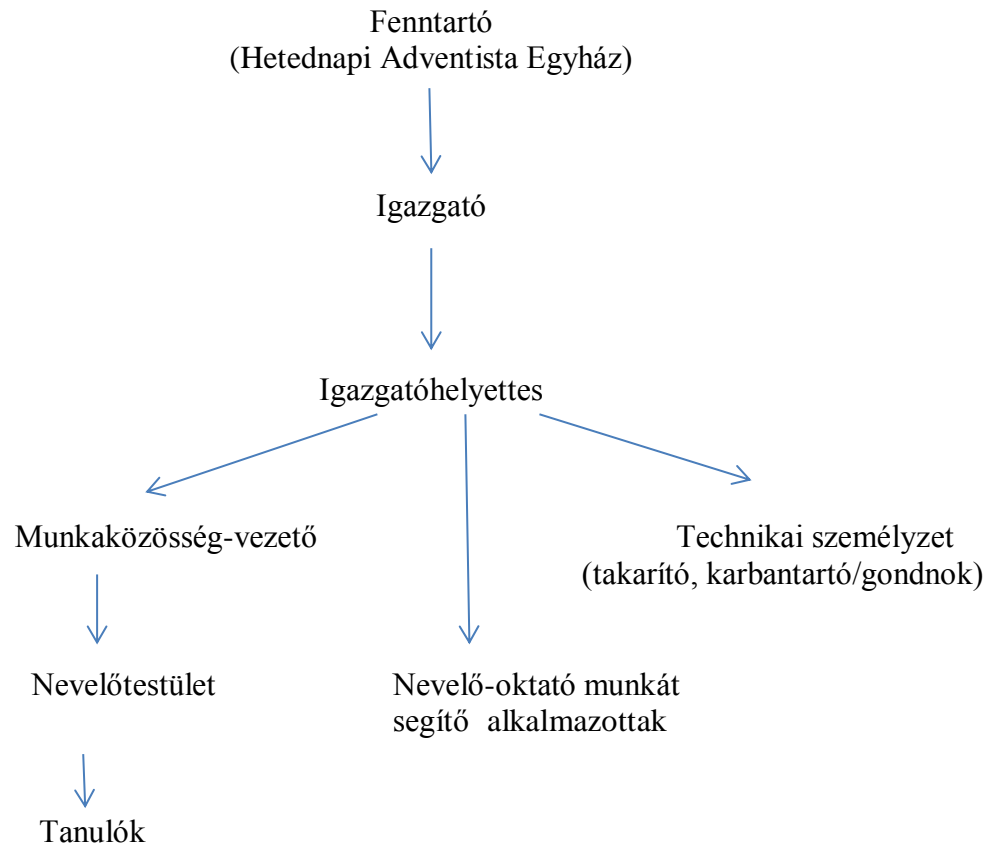 Fenntartó
(Hetednapi Adventista Egyház)
Igazgató
Igazgatóhelyettes
Munkaközösség-vezető
Technikai személyzet
(takarító, karbantartó/gondnok)
Nevelőtestület
Nevelő-oktató munkát
segítő alkalmazottak
Tanulók